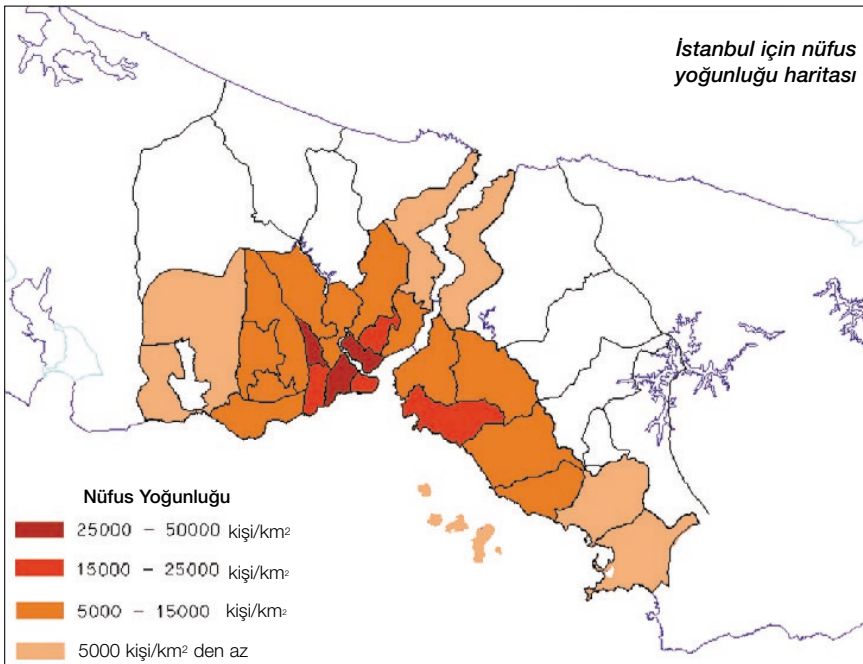 İstanbul için nüfus
yoğunluğu haritası
Nüfus Yoğunluğu
25000 – 50000 kişi/km²
15000 – 25000 kişi/km²
5000 – 15000 kişi/km²
5000 kişi/km² den az